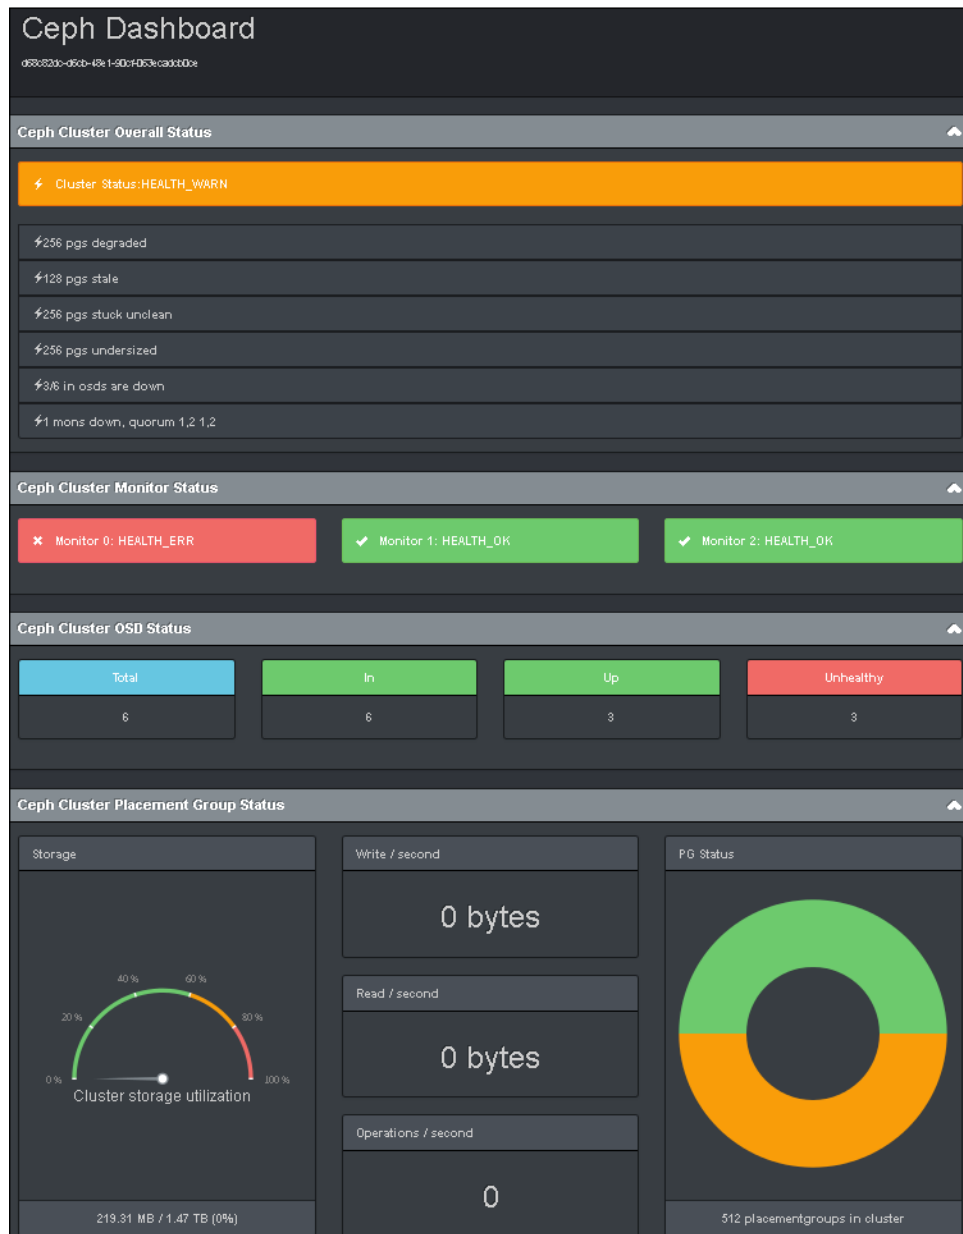 Ceph Dashboard
Ceph Cluster Overall Status
Cluster Status:HEALTH_WARN
256 pgs degraded
128 pgs stale
256 pgs stuck unclean
256 pgs undersized
3/6 in osds are down
1 mons down, quorum 1,2 1,2
Ceph Cluster Monitor Status
Monitor 0: HEALTH_ERR
Monitor 1: HEALTH_OK
Monitor 2: HEALTH_OK
Ceph Cluster OSD Status
Total
In
Up
Unhealthy
6
6
3
3
Ceph Cluster Placement Group Status
Storage
0 %
20 %
40 %
60 %
80 %
100 %
Cluster storage utilization
219.31 MB / 1.47 TB (0%)
Write / second
0 bytes
Read / second
0 bytes
Operations / second
0
PG Status
512 placementgroups in cluster